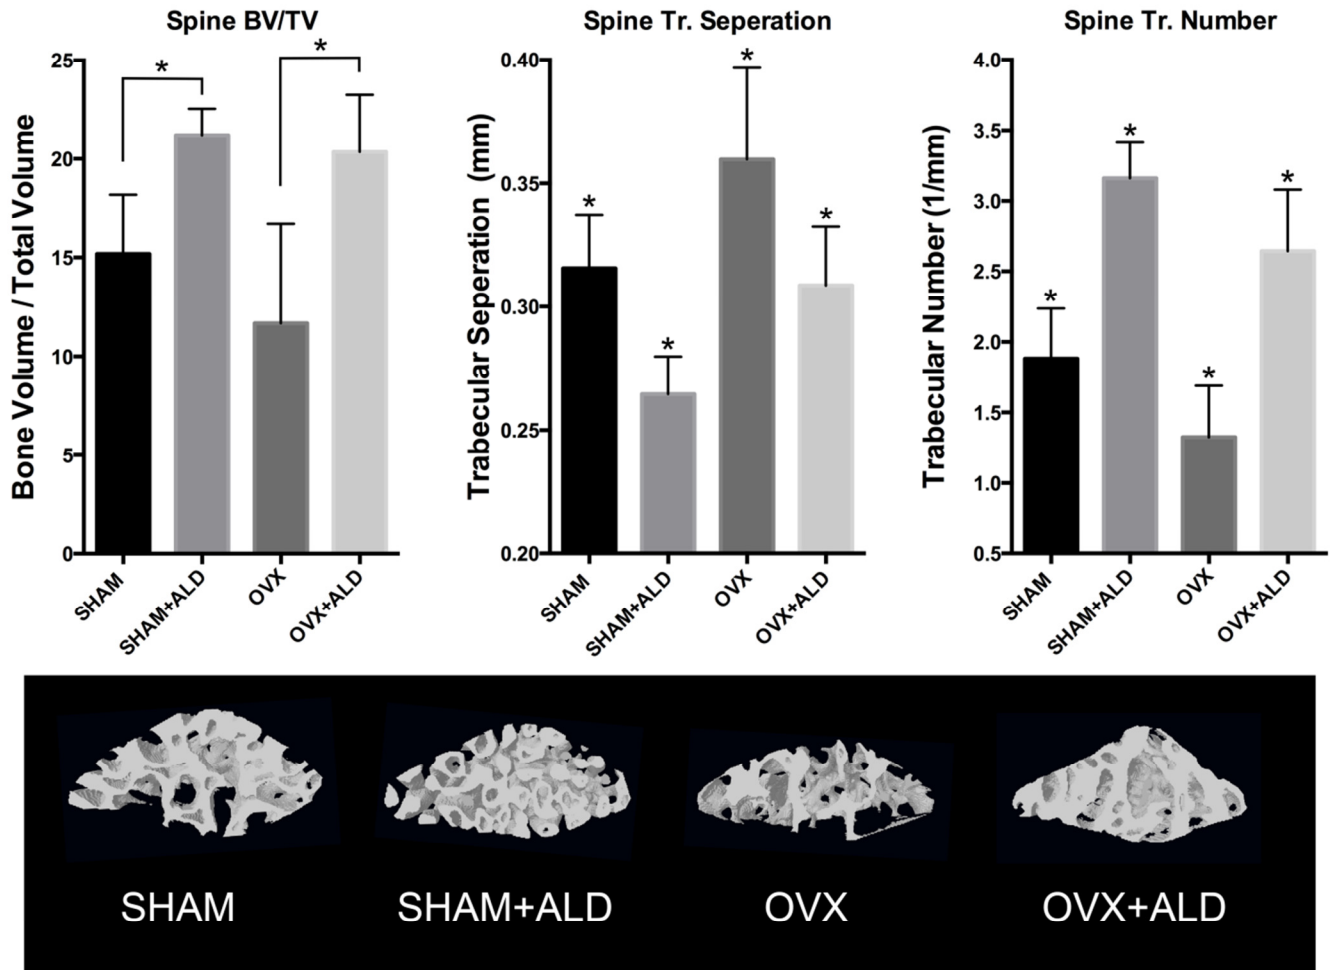 Spine BV/TV
Bone Volume / Total Volume
25
20
15
10
5
0
*
*
SHAM
SHAM+ALD
OVX
OVX+ALD
Spine Tr. Seperation
Trabecular Seperation (mm)
0.40
0.35
0.30
0.25
0.20
*
*
*
*
SHAM
SHAM+ALD
OVX
OVX+ALD
Spine Tr. Number
Trabecular Number (1/mm)
4.0
3.5
3.0
2.5
2.0
1.5
1.0
0.5
*
*
*
*
SHAM
SHAM+ALD
OVX
OVX+ALD
SHAM
SHAM+ALD
OVX
OVX+ALD